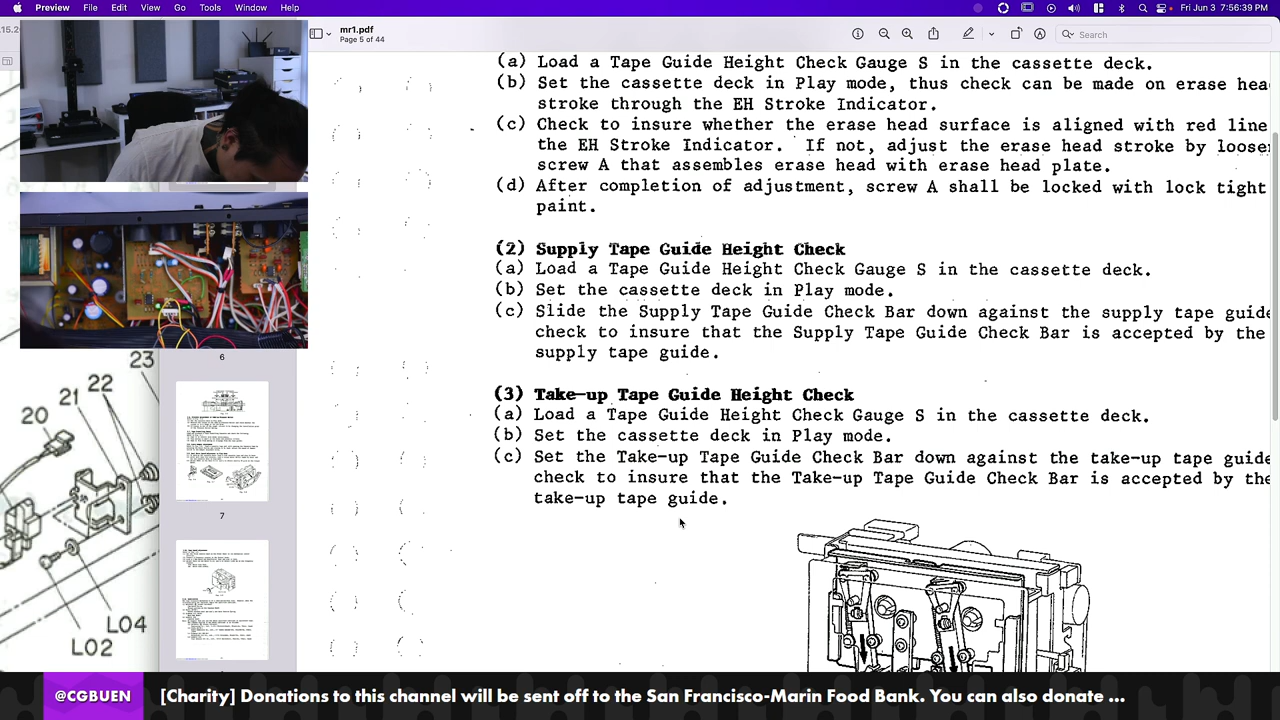 Preview File Edit View Go Tools Window Help Fri Jun 3 7:56:39 PM
mr1.pdf
Page 5 of 44
Search
(a) Load a Tape Guide Height Check Gauge S in the cassette deck.
(b) Set the cassette deck in Play mode, thus check can be made on erase hea
stroke through the EH Stroke Indicator.
(c) Check to insure whether the erase head surface is aligned with red line
the EH Stroke Indicator. If not, adjust the erase head stroke by loosen
screw A that assembles erase head with erase head plate.
(d) After completion of adjustment, screw A shall be locked with lock tight
paint.
(2) Supply Tape Guide Height Check
(a) Load a Tape Guide Height Check Gauge S in the cassette deck.
(b) Set the cassette deck in Play mode.
(c) Slide the Supply Tape Guide Check Bar down against the supply tape guide
check to insure that the Supply Tape Guide Check Bar is accepted by the
supply tape guide.
(3) Take-up Tape Guide Height Check
(a) Load a Tape Guide Height Check Gauge S in the cassette deck.
(b) Set the cassette deck in Play mode.
(c) Set the Take-up Tape Guide Check Bar down against the take-up tape guide
check to insure that the Take-up Tape Guide Check Bar is accepted by the
take-up tape guide.
6
7
23
22
21
20
L04
L02
@CGBUEN
[Charity] Donations to this channel will be sent off to the San Francisco-Marin Food Bank. You can also donate ...